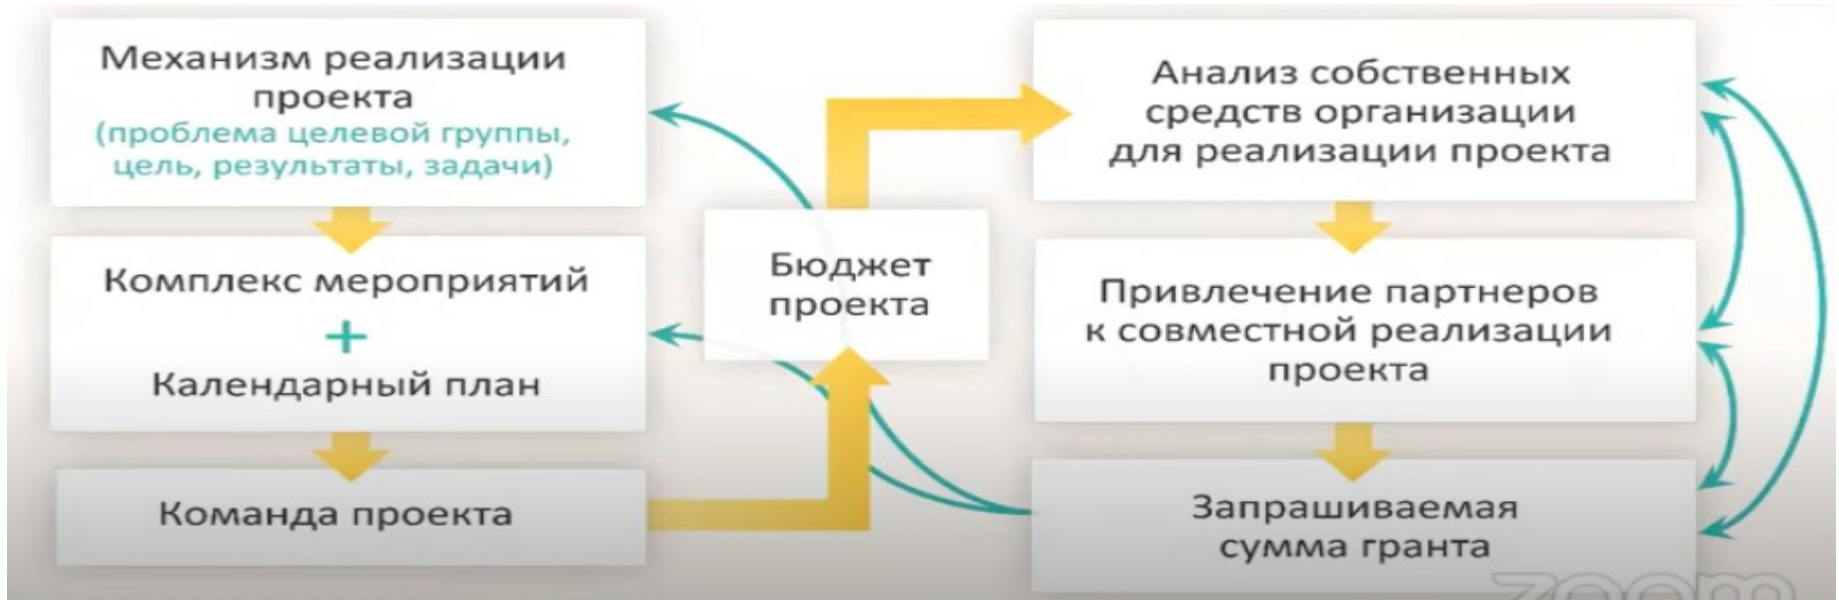 Механизм реализации
проекта
(проблема целевой группы,
цель, результаты, задачи)
Комплекс мероприятий
+
Календарный план
Команда проекта
Бюджет
проекта
Анализ собственных
средств организации
для реализации проекта
Привлечение партнеров
к совместной реализации
проекта
Запрашиваемая
сумма гранта
zoom